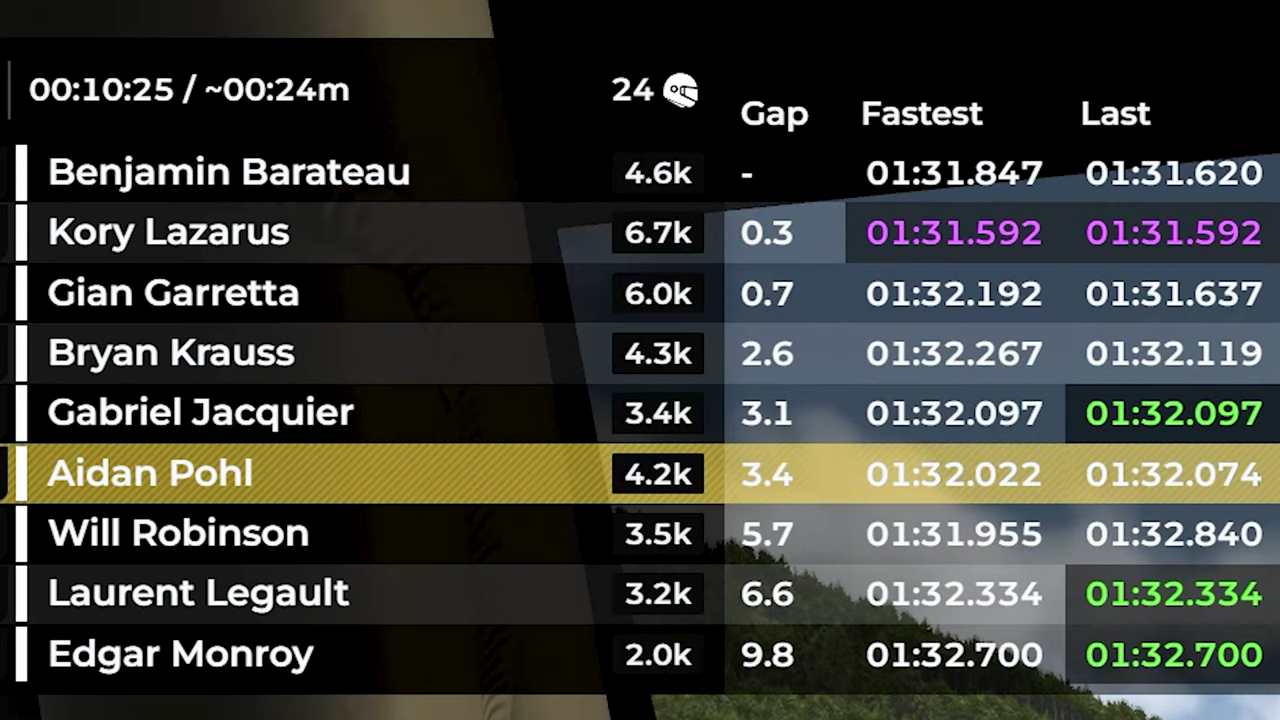 00:10:25 / ~00:24m 24
Gap Fastest Last
Benjamin Barateau 4.6k - 01:31.847 01:31.620
Kory Lazarus 6.7k 0.3 01:31.592 01:31.592
Gian Garretta 6.0k 0.7 01:32.192 01:31.637
Bryan Krauss 4.3k 2.6 01:32.267 01:32.119
Gabriel Jacquier 3.4k 3.1 01:32.097 01:32.097
Aidan Pohl 4.2k 3.4 01:32.022 01:32.074
Will Robinson 3.5k 5.7 01:31.955 01:32.840
Laurent Legault 3.2k 6.6 01:32.334 01:32.334
Edgar Monroy 2.0k 9.8 01:32.700 01:32.700